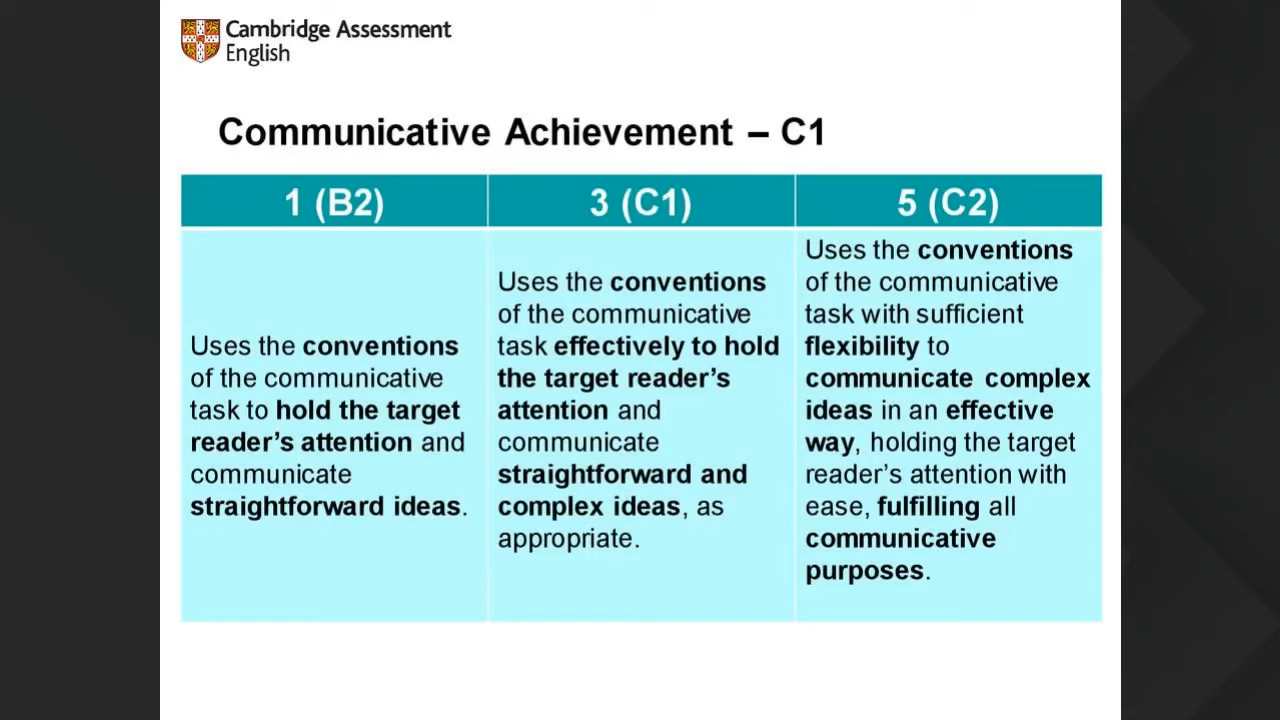 Cambridge Assessment
English
Communicative Achievement – C1
1 (B2)
3 (C1)
5 (C2)
Uses the conventions
of the communicative
task to hold the target
reader's attention and
communicate
straightforward ideas.
Uses the conventions
of the communicative
task effectively to hold
the target reader's
attention and
communicate
straightforward and
complex ideas, as
appropriate.
Uses the conventions
of the communicative
task with sufficient
flexibility to
communicate complex
ideas in an effective
way, holding the target
reader's attention with
ease, fulfilling all
communicative
purposes.